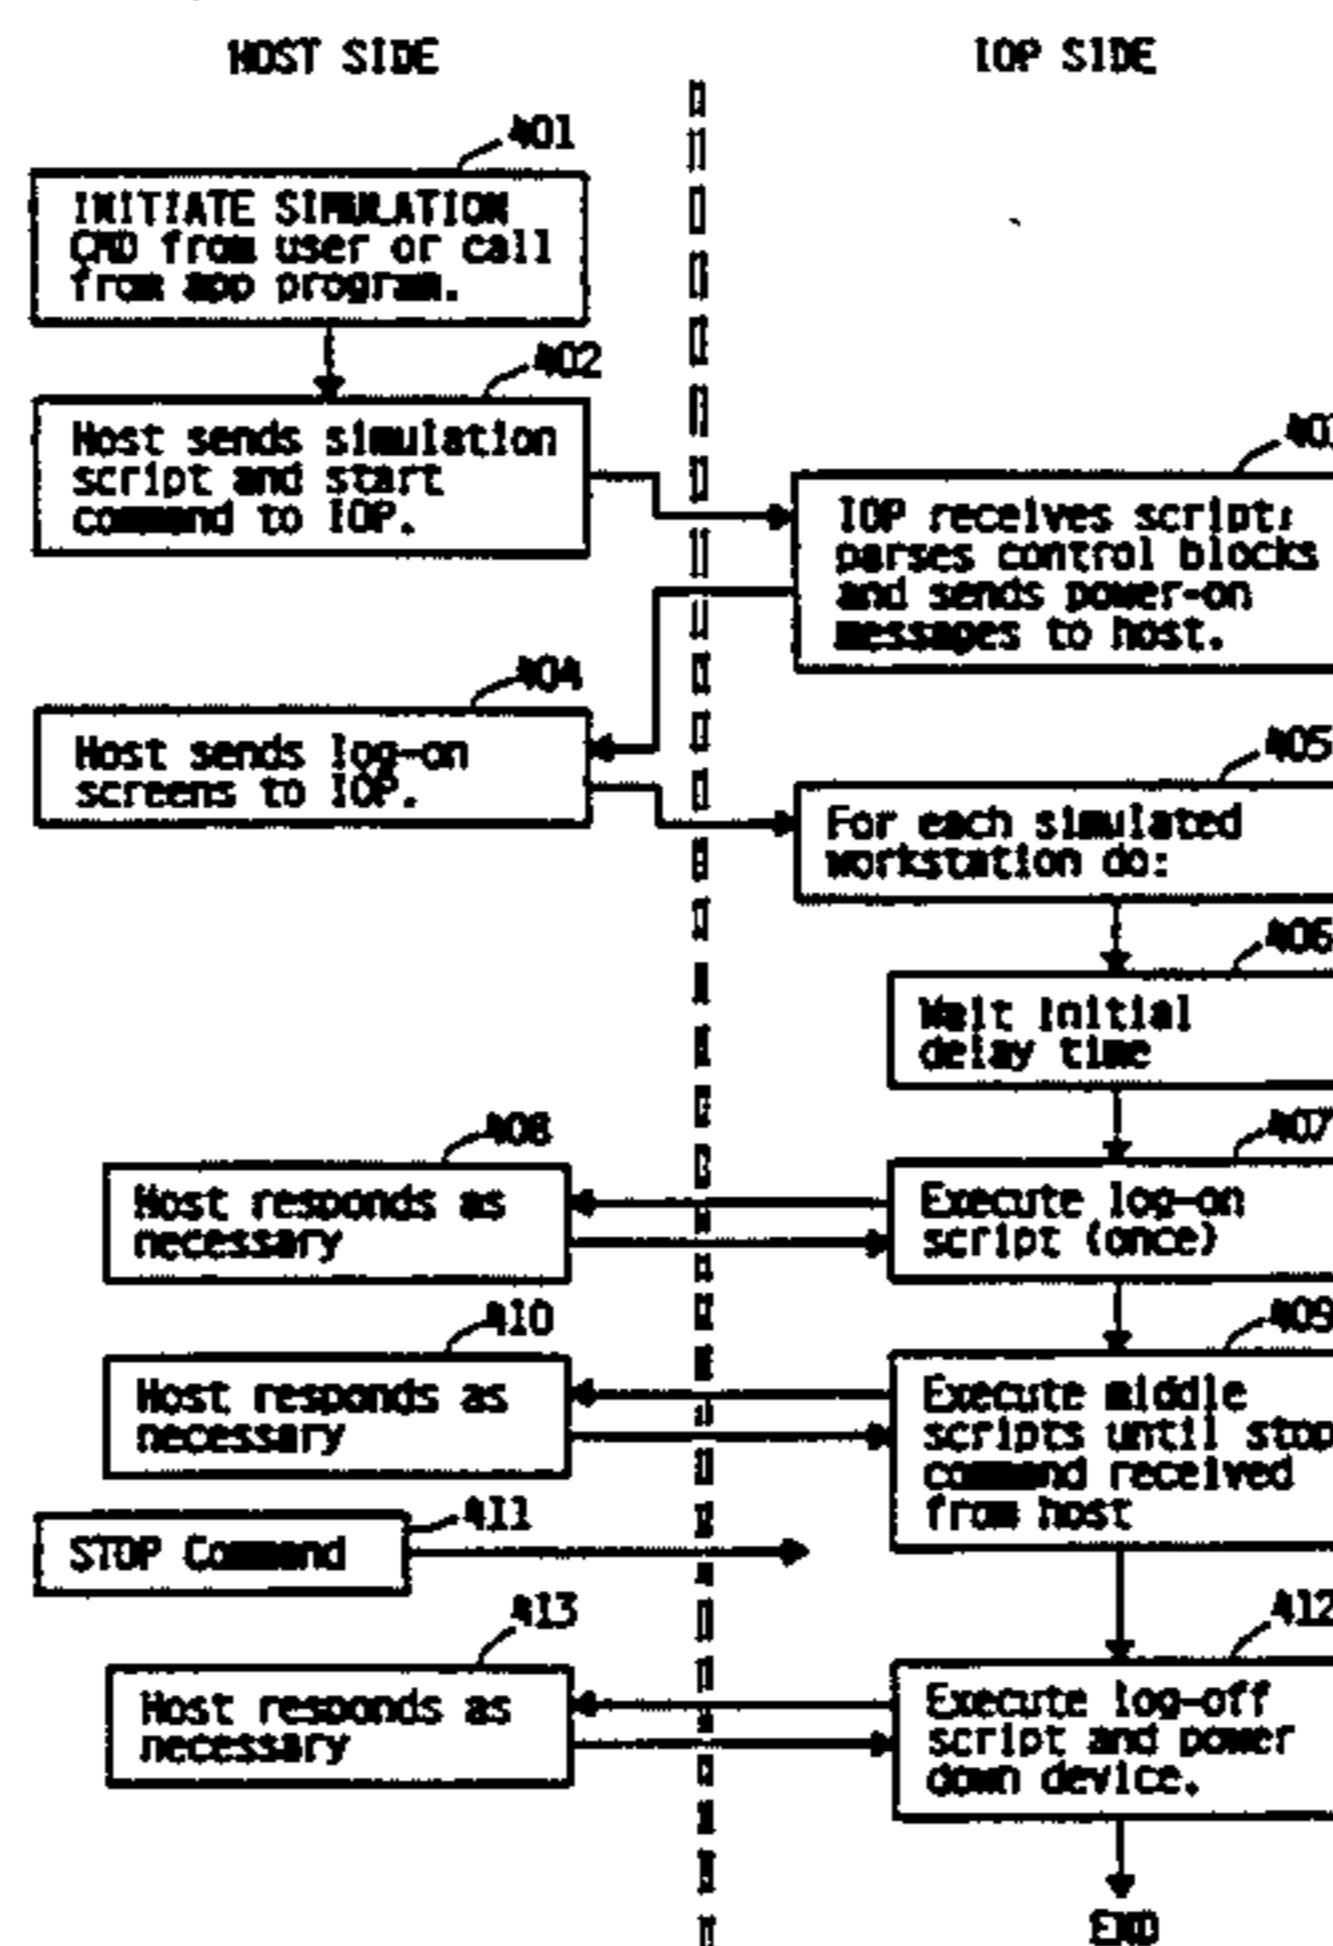 HOST SIDE
IOP SIDE
401
INITIATE SIMULATION
CMD from user or call
from app program.
402
Host sends simulation
script and start
command to IOP.
IOP receives script;
parses control blocks
and sends power-on
messages to host.
404
Host sends log-on
screens to IOP.
405
For each simulated
workstation do:
406
Wait Initial
delay time
407
Execute log-on
script (once)
408
Host responds as
necessary
409
Execute middle
scripts until stop
command received
from host
410
Host responds as
necessary
411
STOP Command
412
Execute log-off
script and power
down device.
413
Host responds as
necessary
END